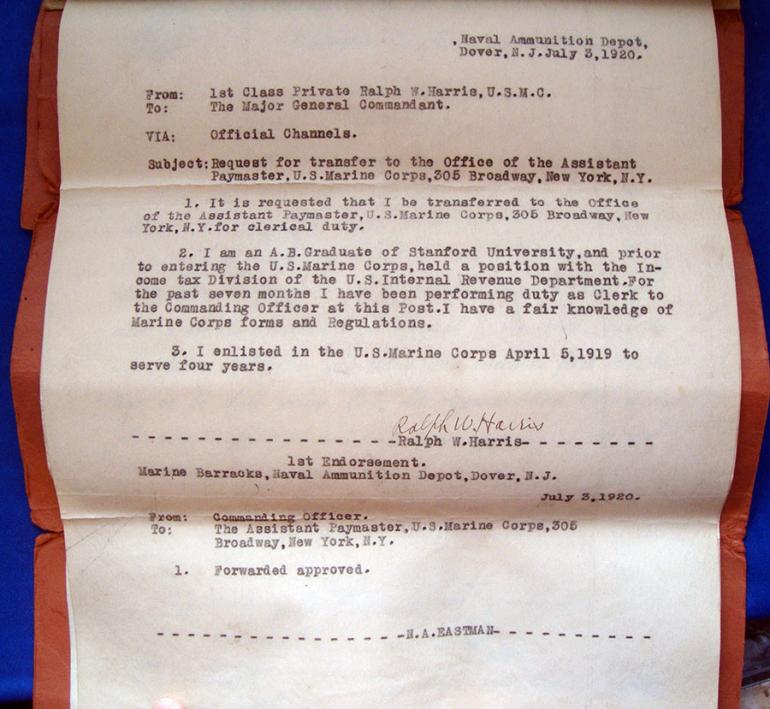 ,Naval Ammunition Depot,
Dover, N.J.July 3,1920.
From: 1st Class Private Ralph W.Harris,U.S.M.C.
To: The Major General Commandant.
VIA: Official Channels.
Subject:Request for transfer to the Office of the Assistant
Paymaster,U.S.Marine Corps,305 Broadway,New York,N.Y.
1. It is requested that I be transferred to the Office
of the Assistant Paymaster,U.S.Marine Corps,305 Broadway,New
York,N.Y.for clerical duty.
2. I am an A.B.Graduate of Stanford University,and prior
to entering the U.S.Marine Corps,held a position with the In-
come tax Division of the U.S.Internal Revenue Department.For
the past seven months I have been performing duty as Clerk to
the Commanding Officer at this Post.I have a fair knowledge of
Marine Corps forms and Regulations.
3. I enlisted in the U.S.Marine Corps April 5,1919 to
serve four years.
Ralph W Harris
- - - - - - - - - - - - - - - -Ralph W.Harris- - - - - - - -
1st Endorsement.
Marine Barracks,Naval Ammunition Depot,Dover,N.J.
July 3,1920.
From: Commanding Officer.
To: The Assistant Paymaster,U.S.Marine Corps,305
Broadway,New York,N.Y.
1. Forwarded approved.
- - - - - - - - - - - - - - -N.A.EASTMAN- - - - - - - - - -